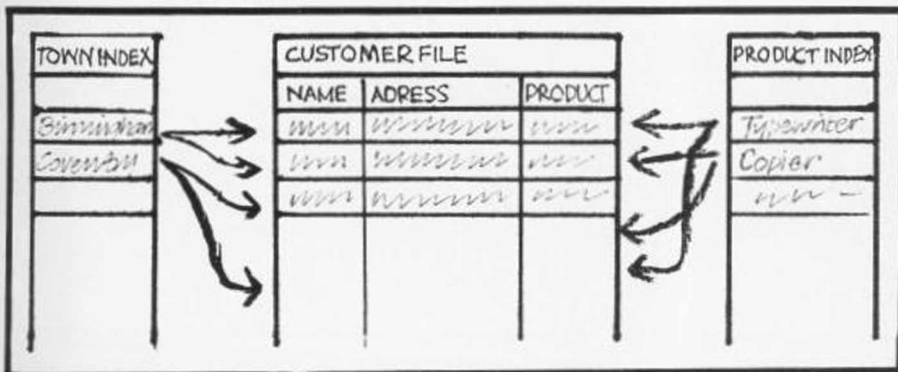 TOWN INDEX
Birmingham
Coventry
CUSTOMER FILE
NAME ADRESS PRODUCT
PRODUCT INDEX
Typewriter
Copier